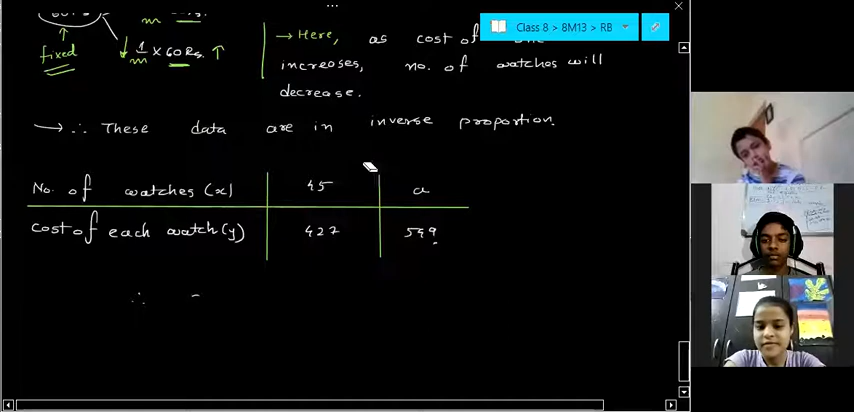 Class 8 > 8M13 > RB
fixed
1/m × 60 Rs. ↑
→ Here, as cost of
increases, no. of watches will
decrease.
→ ∴ These data are in inverse proportion.
No. of watches (x) 45 a
Cost of each watch (y) 427 549
∴